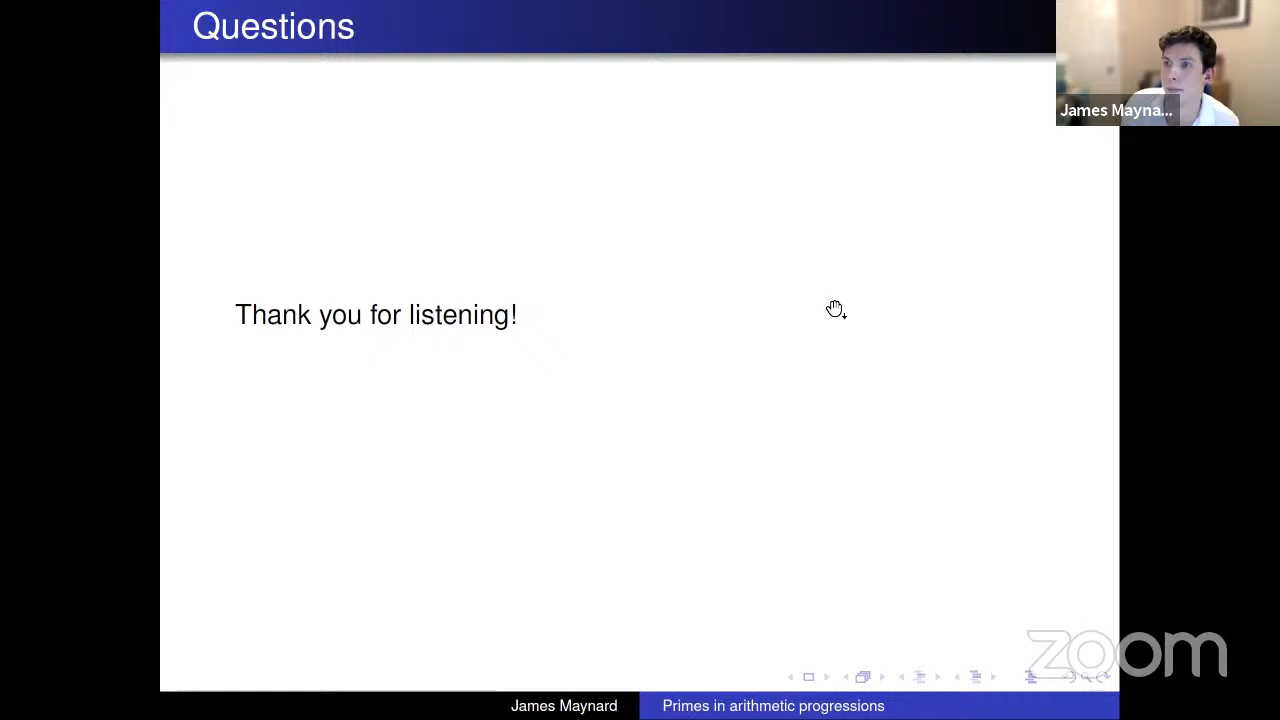 Questions
James Mayna...
Thank you for listening!
zoom
James Maynard
Primes in arithmetic progressions